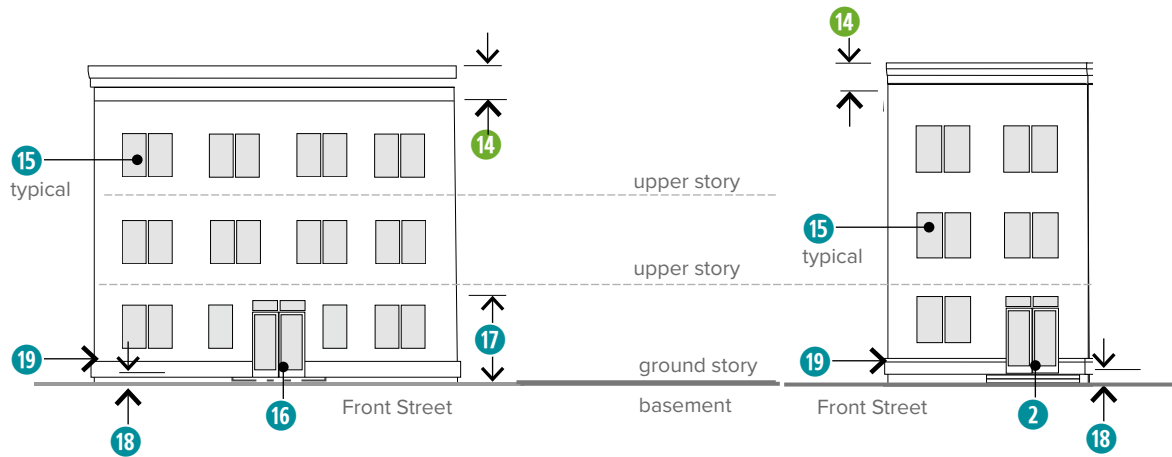 14
14
15
typical
upper story
15
typical
upper story
17
19
19
ground story
Front Street
basement
Front Street
16
2
18
18